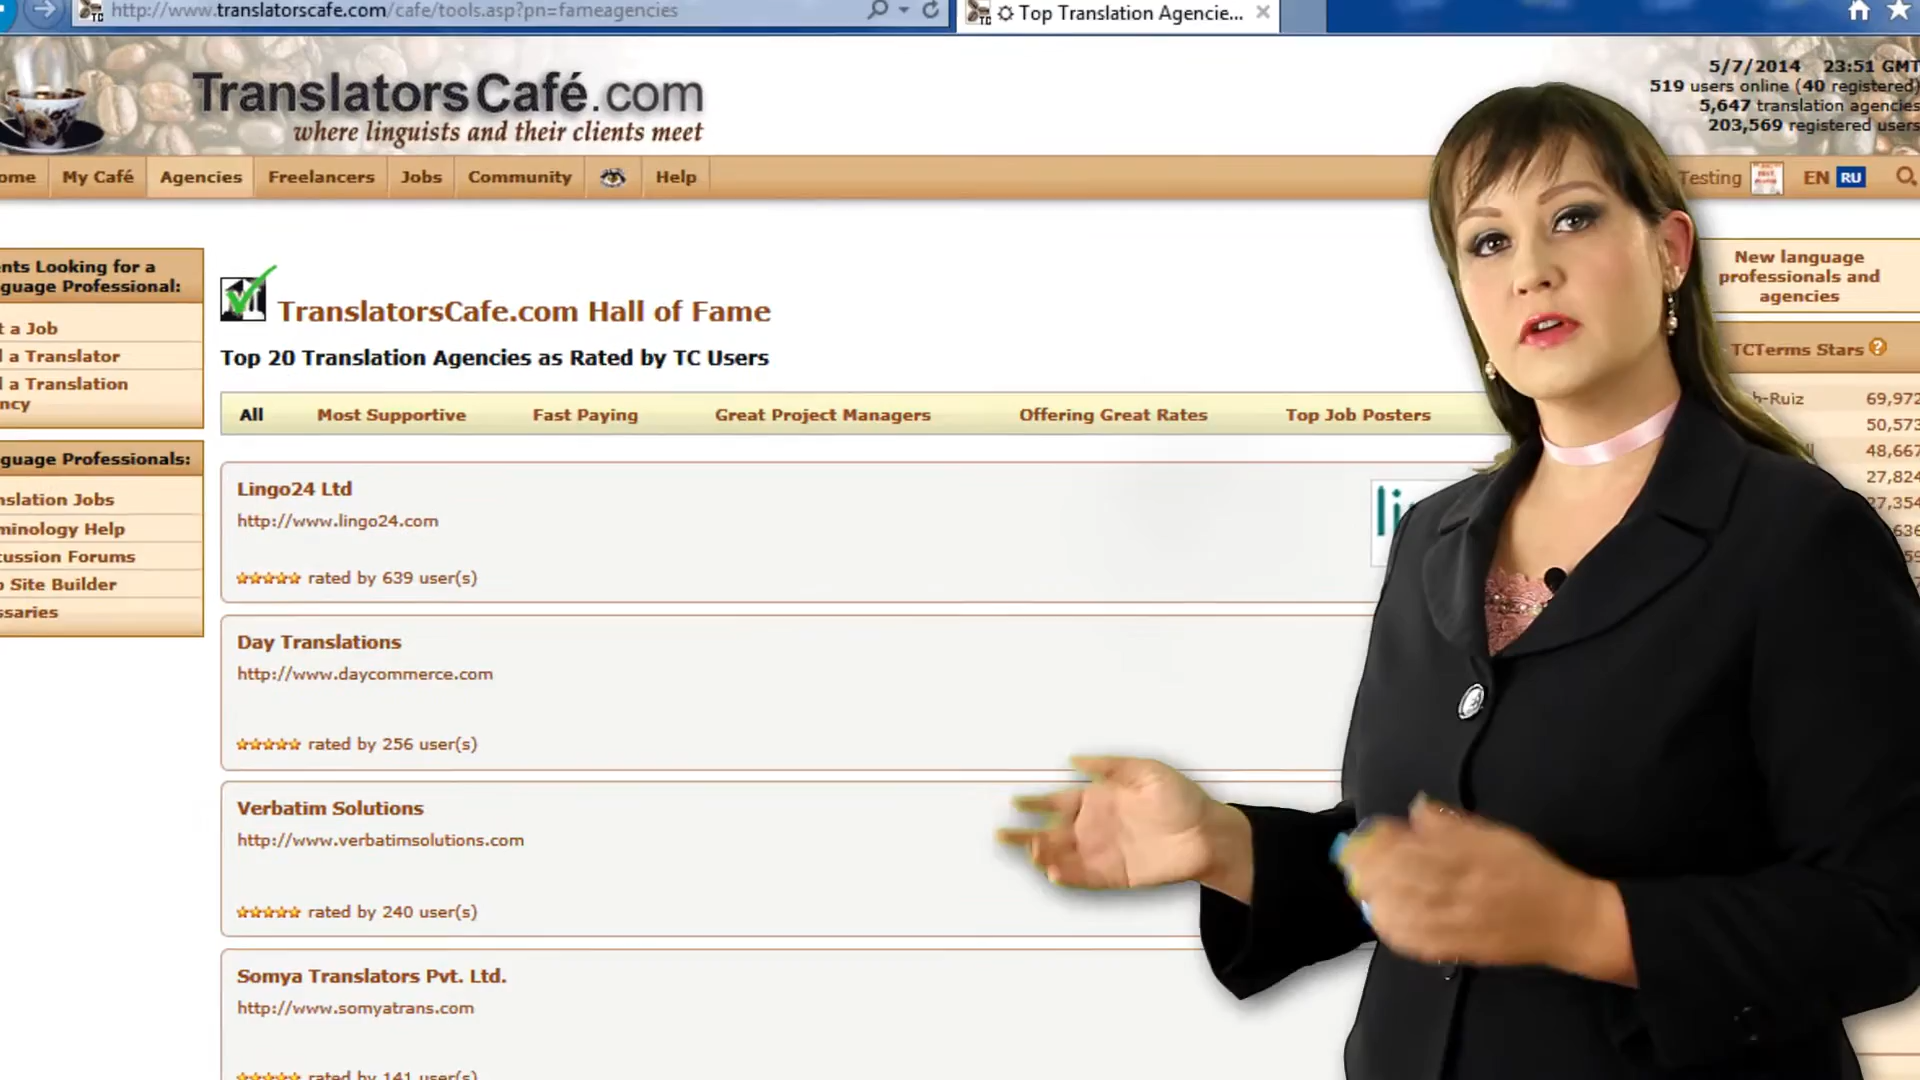 http://www.translatorscafe.com/cafe/tools.asp?pn=fameagencies
Top Translation Agencie...
TranslatorsCafé.com
where linguists and their clients meet
5/7/2014 23:51 GMT
519 users online (40 registered)
5,647 translation agencies
203,569 registered users
ome
My Café
Agencies
Freelancers
Jobs
Community
Help
Testing
EN
RU
nts Looking for a
guage Professional:
t a Job
l a Translator
l a Translation
ncy
guage Professionals:
nslation Jobs
minology Help
cussion Forums
o Site Builder
ssaries
TranslatorsCafe.com Hall of Fame
Top 20 Translation Agencies as Rated by TC Users
All
Most Supportive
Fast Paying
Great Project Managers
Offering Great Rates
Top Job Posters
Lingo24 Ltd
http://www.lingo24.com
rated by 639 user(s)
Day Translations
http://www.daycommerce.com
rated by 256 user(s)
Verbatim Solutions
http://www.verbatimsolutions.com
rated by 240 user(s)
Somya Translators Pvt. Ltd.
http://www.somyatrans.com
rated by 141 user(s)
New language
professionals and
agencies
TCTerms Stars
b-Ruiz 69,972
50,573
48,667
27,824
27,354